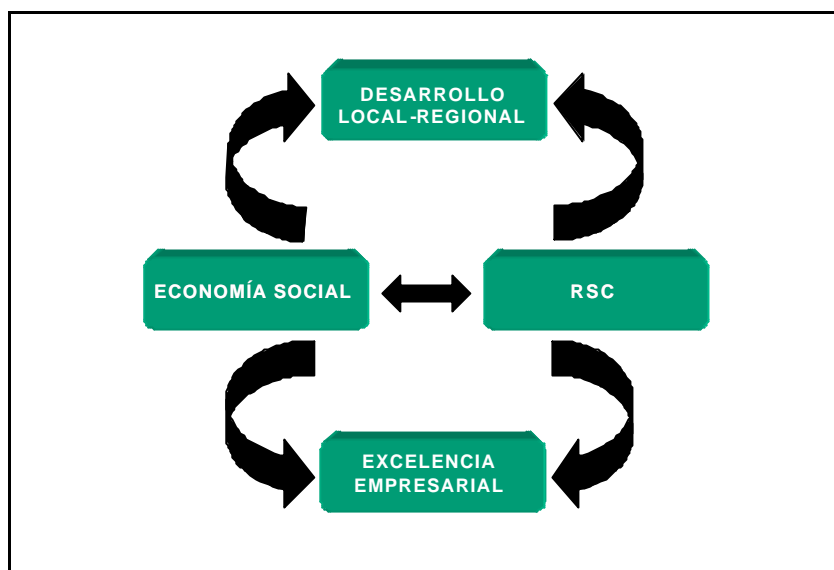 DESARROLLO
LOCAL-REGIONAL
ECONOMÍA SOCIAL
RSC
EXCELENCIA
EMPRESARIAL